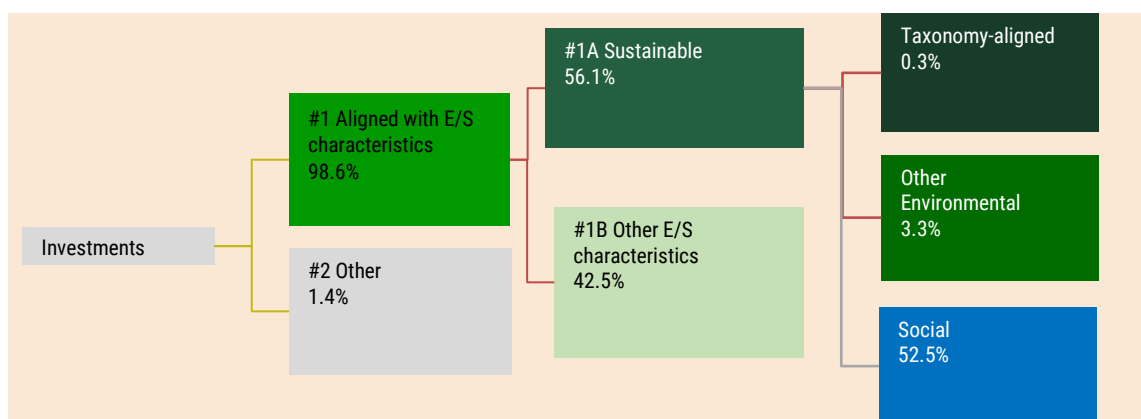 Investments
#1 Aligned with E/S
characteristics
98.6%
#2 Other
1.4%
#1A Sustainable
56.1%
#1B Other E/S
characteristics
42.5%
Taxonomy-aligned
0.3%
Other
Environmental
3.3%
Social
52.5%